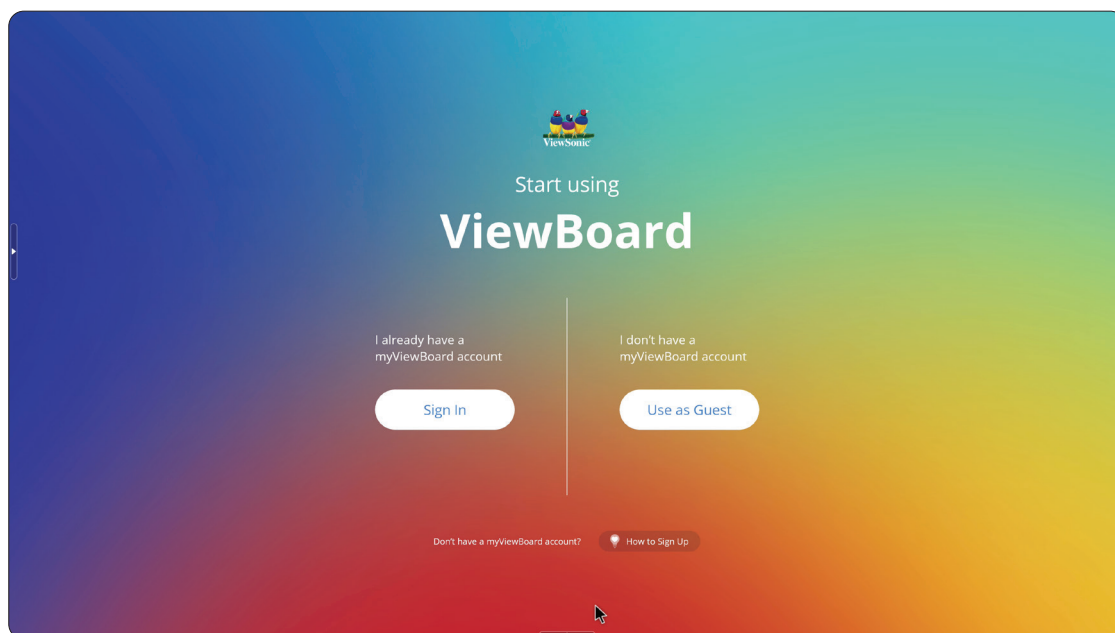 ViewSonic
Start using
ViewBoard
I already have a
myViewBoard account
Sign In
I don't have a
myViewBoard account
Use as Guest
Don't have a myViewBoard account?
How to Sign Up